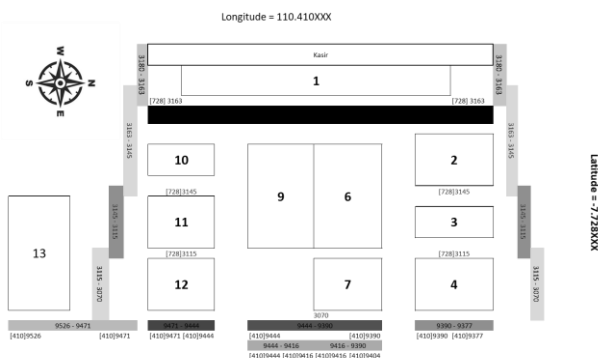 Longitude = 110.410XXX
W
S
N
E
Kasir
1
3180 - 3163
3180 - 3163
[728] 3163
[728] 3163
3163 - 3145
3163 - 3145
10
2
9
6
[728]3145
[728]3145
3145 - 3115
3145 - 3115
11
3
Latitude = -7.728XXX
13
[728]3115
[728]3115
3115 - 3070
3115 - 3070
12
7
4
3070
9526 - 9471
9471 - 9444
9444 - 9390
9390 - 9377
[410]9526
[410]9471
[410]9471
[410]9444
[410]9444
[410]9390
[410]9390
[410]9377
9444 - 9416
9416 - 9390
[410]9444
[410]9416
[410]9416
[410]9404